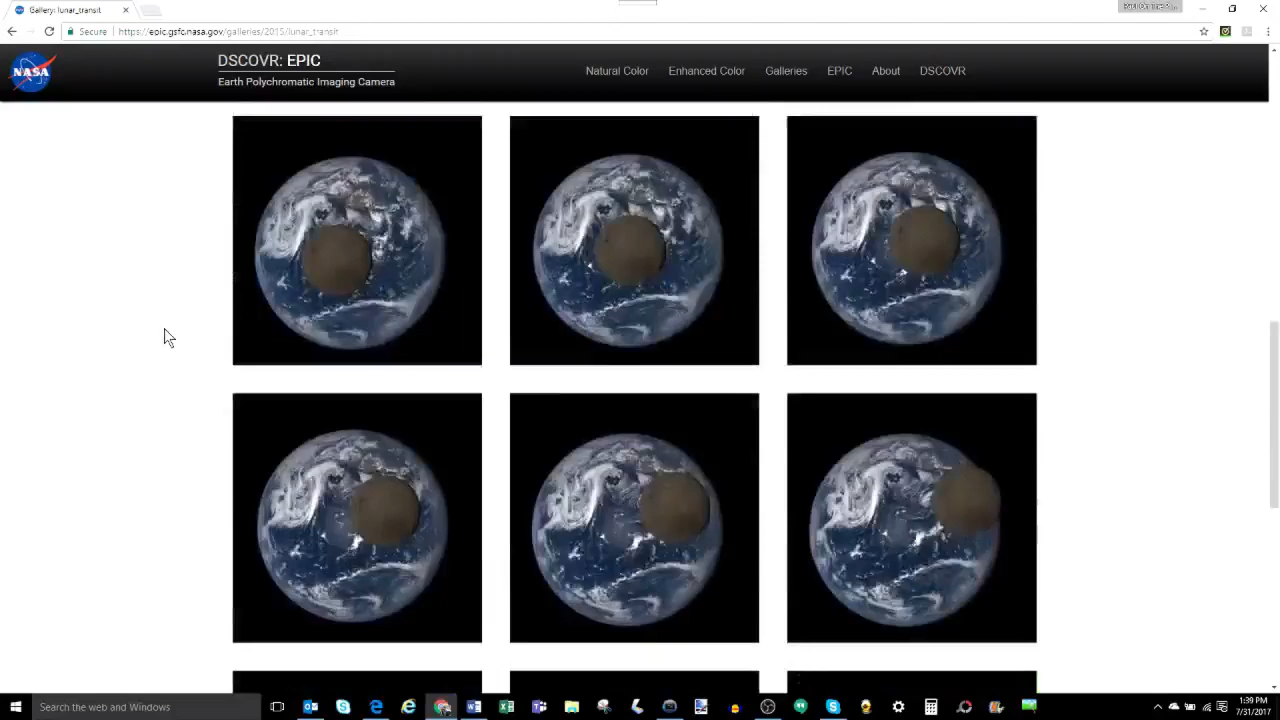 Gallery: lunar_transit
Secure
https://epic.gsfc.nasa.gov/galleries/2015/lunar_transit
NASA
DSCOVR: EPIC
Earth Polychromatic Imaging Camera
Natural Color
Enhanced Color
Galleries
EPIC
About
DSCOVR
Search the web and Windows
1:39 PM
7/31/2017